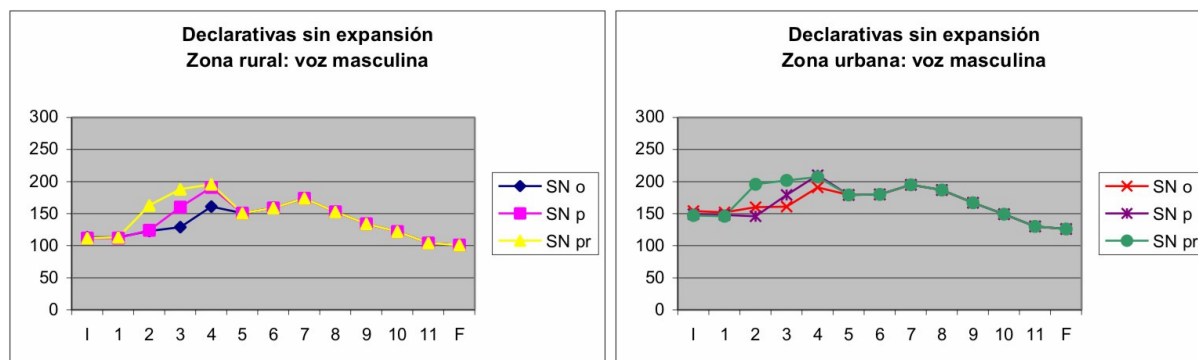 Declarativas sin expansión
Zona rural: voz masculina
300
250
200
150
100
50
0
I 1 2 3 4 5 6 7 8 9 10 11 F
SN o
SN p
SN pr
Declarativas sin expansión
Zona urbana: voz masculina
300
250
200
150
100
50
0
I 1 2 3 4 5 6 7 8 9 10 11 F
SN o
SN p
SN pr